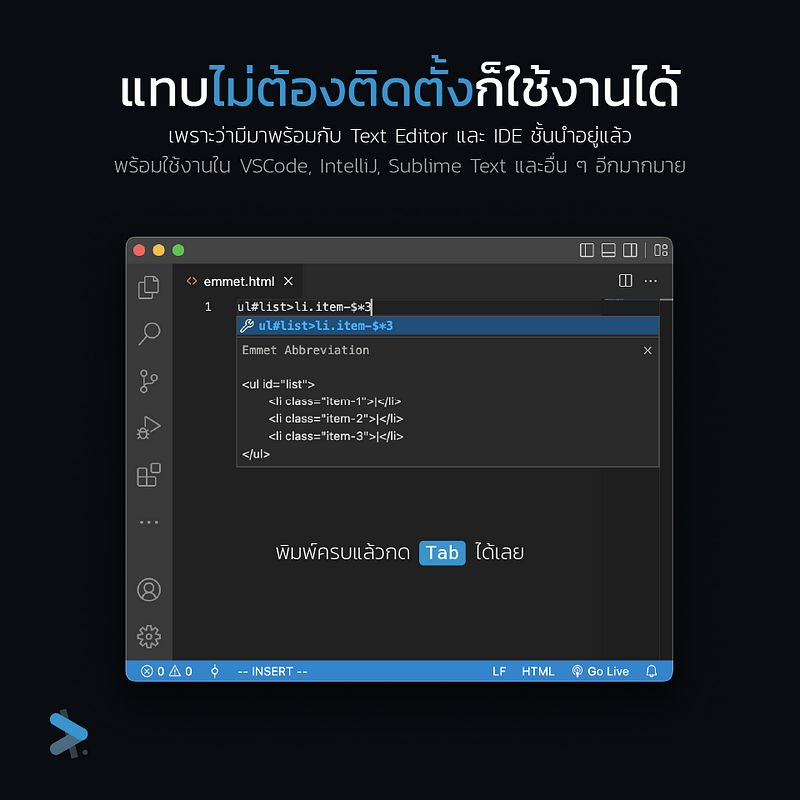 แทบไม่ต้องติดตั้งก็ใช้งานได้
เพราะว่ามีมาพร้อมกับ Text Editor และ IDE ชั้นนำอยู่แล้ว
พร้อมใช้งานใน VSCode, IntelliJ, Sublime Text และอื่น ๆ อีกมากมาย
<> emmet.html ×
1 ul#list>li.item-$*3
ul#list>li.item-$*3
Emmet Abbreviation ×
<ul id="list">
<li class="item-1">|</li>
<li class="item-2">|</li>
<li class="item-3">|</li>
</ul>
พิมพ์ครบแล้วกด Tab ได้เลย
0 0 -- INSERT -- LF HTML Go Live